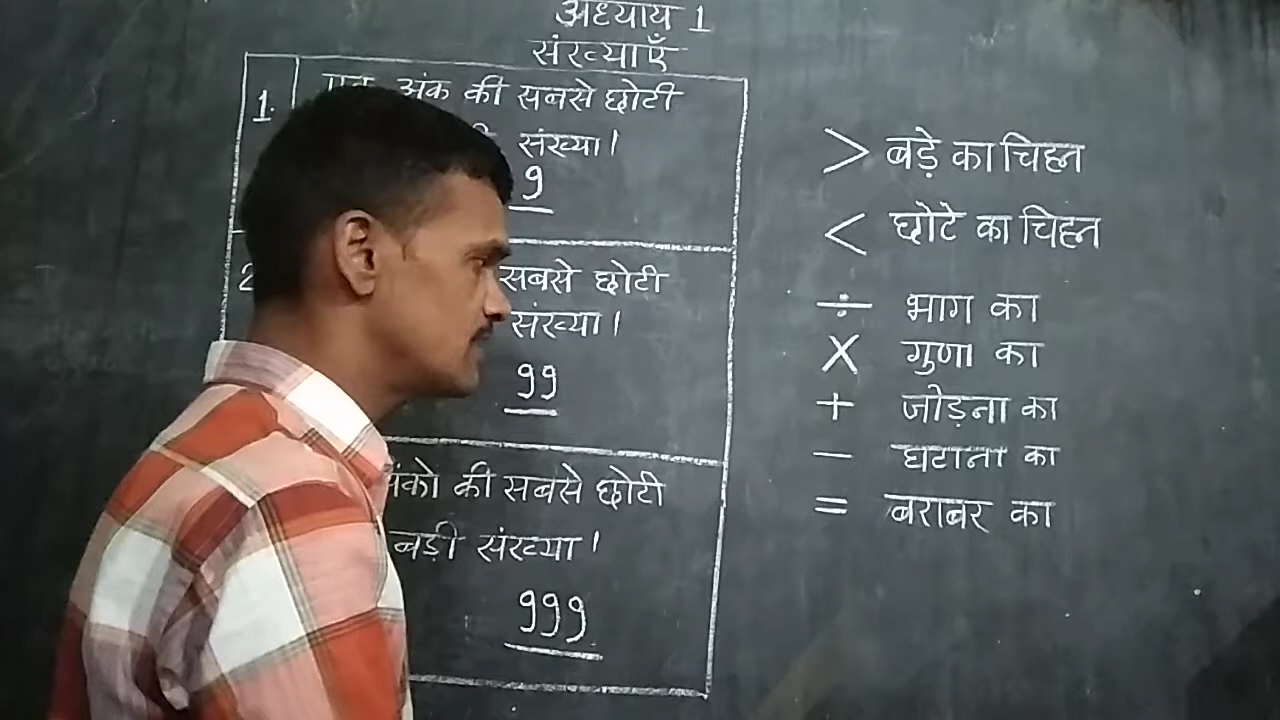 अध्याय 1
संख्याएँ
1. अंक की सबसे छोटी
संख्या।
9
2 सबसे छोटी
संख्या।
99
की सबसे छोटी
बड़ी संख्या।
999
> बड़े का चिह्न
< छोटे का चिह्न
÷ भाग का
X गुणा का
+ जोड़ना का
− घटाना का
= बराबर का